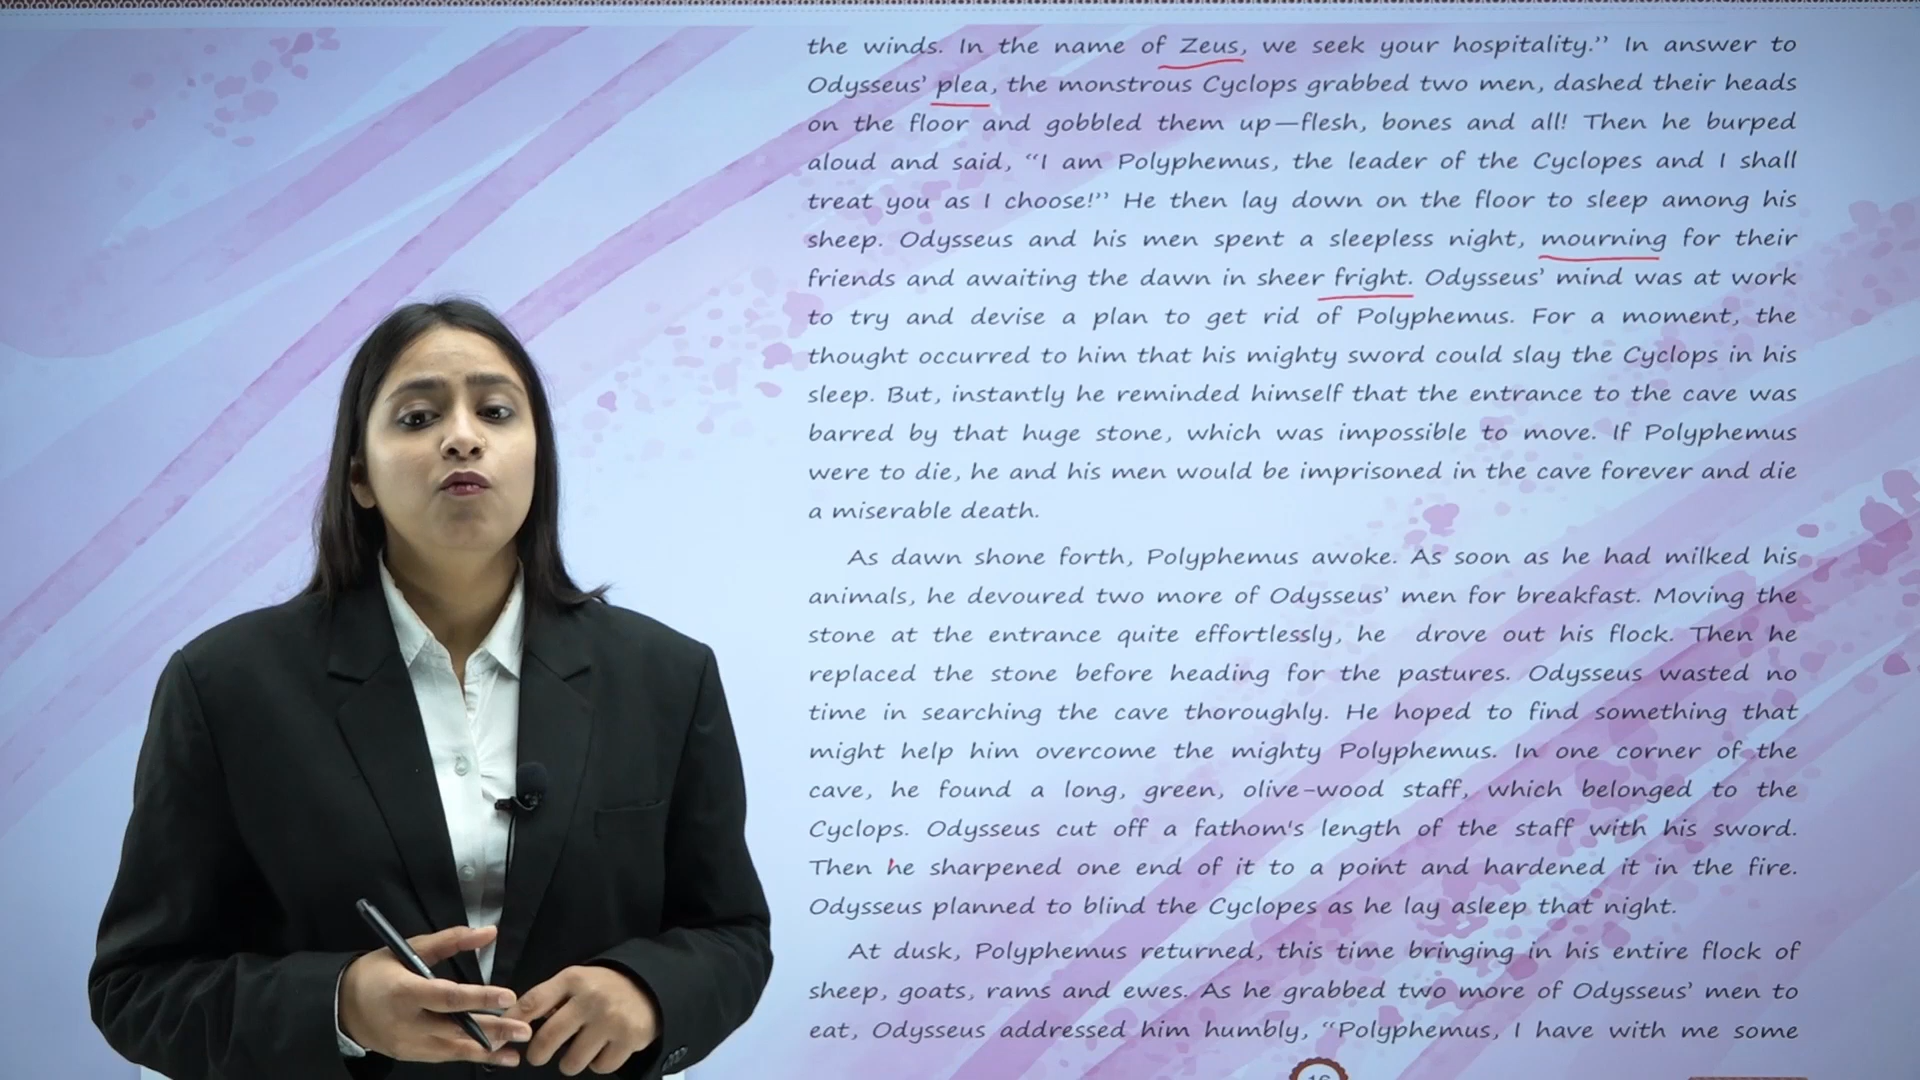 the winds. In the name of Zeus, we seek your hospitality.” In answer to
Odysseus’ plea, the monstrous Cyclops grabbed two men, dashed their heads
on the floor and gobbled them up—flesh, bones and all! Then he burped
aloud and said, “I am Polyphemus, the leader of the Cyclopes and I shall
treat you as I choose!” He then lay down on the floor to sleep among his
sheep. Odysseus and his men spent a sleepless night, mourning for their
friends and awaiting the dawn in sheer fright. Odysseus’ mind was at work
to try and devise a plan to get rid of Polyphemus. For a moment, the
thought occurred to him that his mighty sword could slay the Cyclops in his
sleep. But, instantly he reminded himself that the entrance to the cave was
barred by that huge stone, which was impossible to move. If Polyphemus
were to die, he and his men would be imprisoned in the cave forever and die
a miserable death.
As dawn shone forth, Polyphemus awoke. As soon as he had milked his
animals, he devoured two more of Odysseus’ men for breakfast. Moving the
stone at the entrance quite effortlessly, he drove out his flock. Then he
replaced the stone before heading for the pastures. Odysseus wasted no
time in searching the cave thoroughly. He hoped to find something that
might help him overcome the mighty Polyphemus. In one corner of the
cave, he found a long, green, olive-wood staff, which belonged to the
Cyclops. Odysseus cut off a fathom's length of the staff with his sword.
Then he sharpened one end of it to a point and hardened it in the fire.
Odysseus planned to blind the Cyclopes as he lay asleep that night.
At dusk, Polyphemus returned, this time bringing in his entire flock of
sheep, goats, rams and ewes. As he grabbed two more of Odysseus’ men to
eat, Odysseus addressed him humbly, “Polyphemus, I have with me some